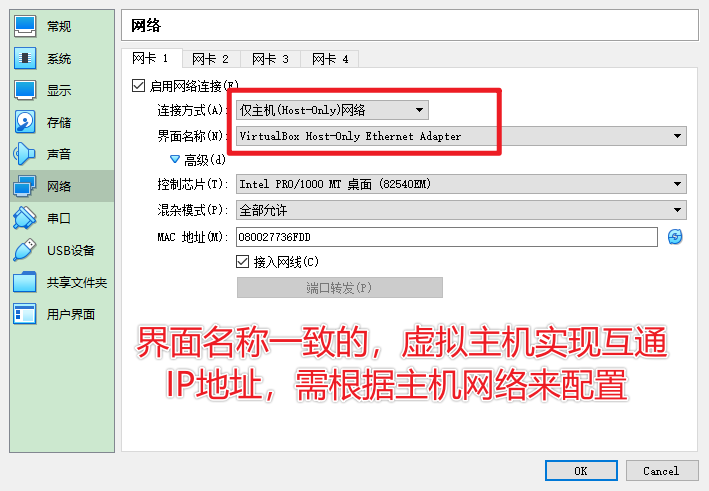 常规
系统
显示
存储
声音
网络
串口
USB设备
共享文件夹
用户界面
网络
网卡 1 网卡 2 网卡 3 网卡 4
启用网络连接(E)
连接方式(A): 仅主机(Host-Only)网络
界面名称(N): VirtualBox Host-Only Ethernet Adapter
高级(d)
控制芯片(T): Intel PRO/1000 MT 桌面 (82540EM)
混杂模式(P): 全部允许
MAC 地址(M): 080027736FDD
接入网线(C)
端口转发(P)
界面名称一致的，虚拟主机实现互通
IP地址，需根据主机网络来配置
OK Cancel